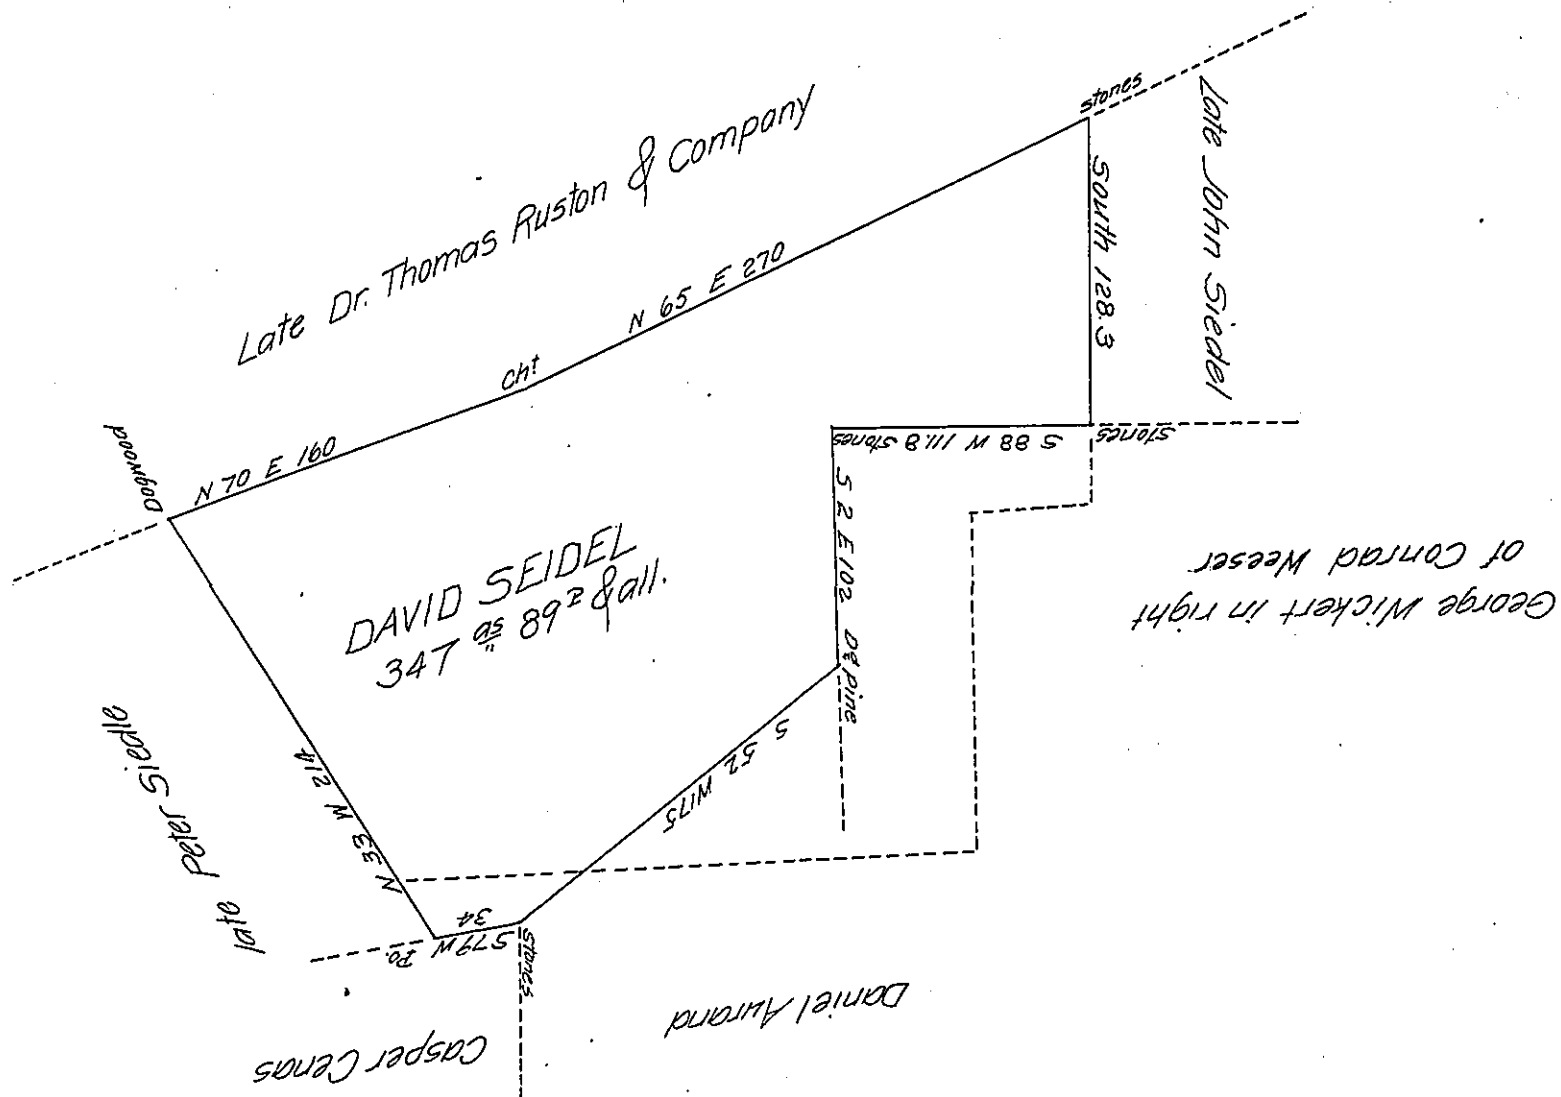 Late Dr. Thomas Ruston & Company
stones
Late John Siedel
South 128.3
N 65 E 270
Cht
N 70 E 160
Dogwood
stones
S 88 W 111.8 stones
S 2 E 102 De Pine
DAVID SEIDEL
347 as 89 & all.
George Wickert in right
of Conrad Weeser
S 52 W 175
N 33 W 214
late Peter Siedle
34
S 79 W Po.
stones
Daniel Aurand
Casper Cenas